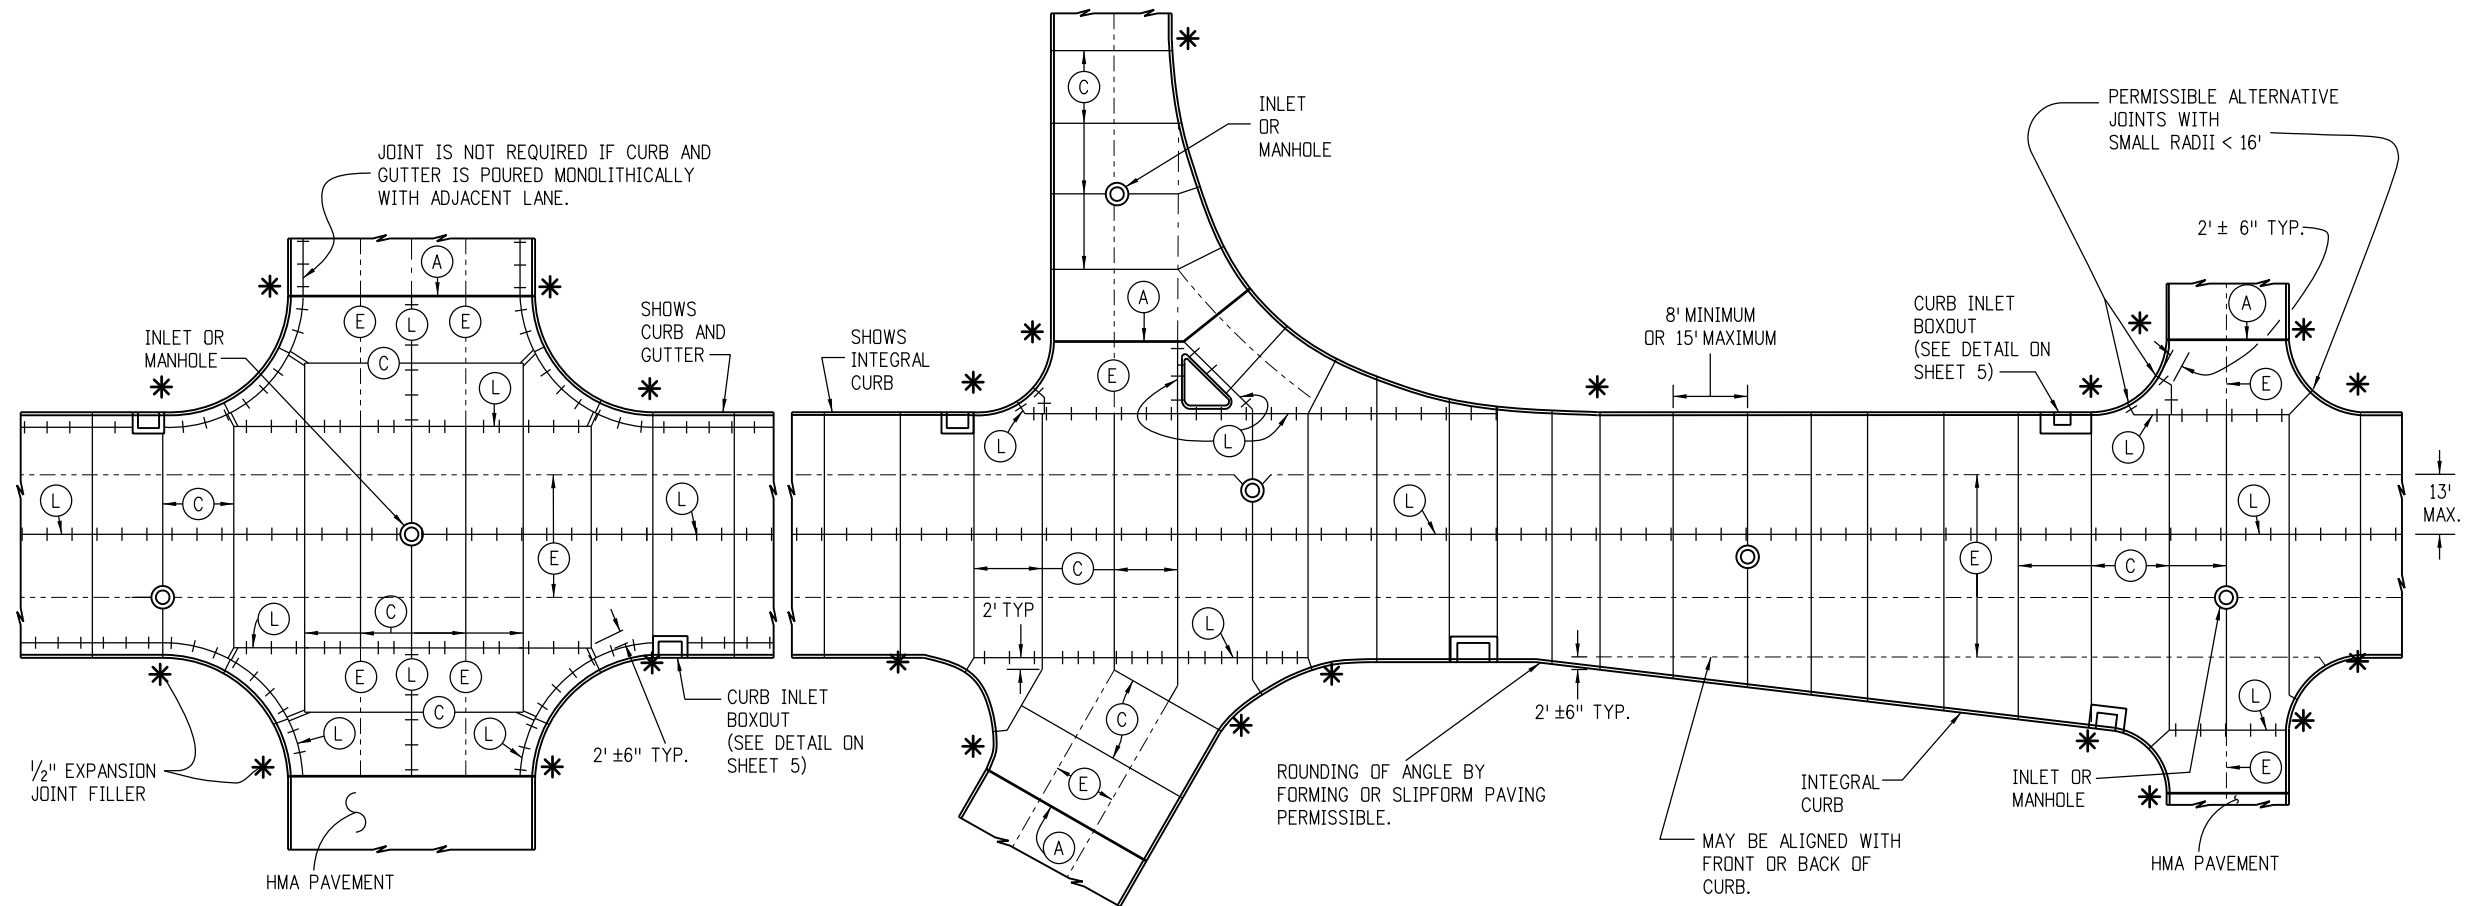 JOINT IS NOT REQUIRED IF CURB AND
GUTTER IS POURED MONOLITHICALLY
WITH ADJACENT LANE.
INLET OR
MANHOLE
SHOWS
CURB AND
GUTTER
A
E
L
E
C
L
L
C
L
E
L
C
E
L
E
C
L
L
1/2" EXPANSION
JOINT FILLER
HMA PAVEMENT
2' ±6" TYP.
CURB INLET
BOXOUT
(SEE DETAIL ON
SHEET 5)
SHOWS
INTEGRAL
CURB
C
INLET
OR
MANHOLE
A
E
L
L
L
C
2' TYP
L
C
E
A
8' MINIMUM
OR 15' MAXIMUM
2' ±6" TYP.
ROUNDING OF ANGLE BY
FORMING OR SLIPFORM PAVING
PERMISSIBLE.
MAY BE ALIGNED WITH
FRONT OR BACK OF
CURB.
INTEGRAL
CURB
PERMISSIBLE ALTERNATIVE
JOINTS WITH
SMALL RADII < 16'
2' ± 6" TYP.
CURB INLET
BOXOUT
(SEE DETAIL ON
SHEET 5)
A
E
L
L
13'
MAX.
E
C
L
E
INLET OR
MANHOLE
HMA PAVEMENT